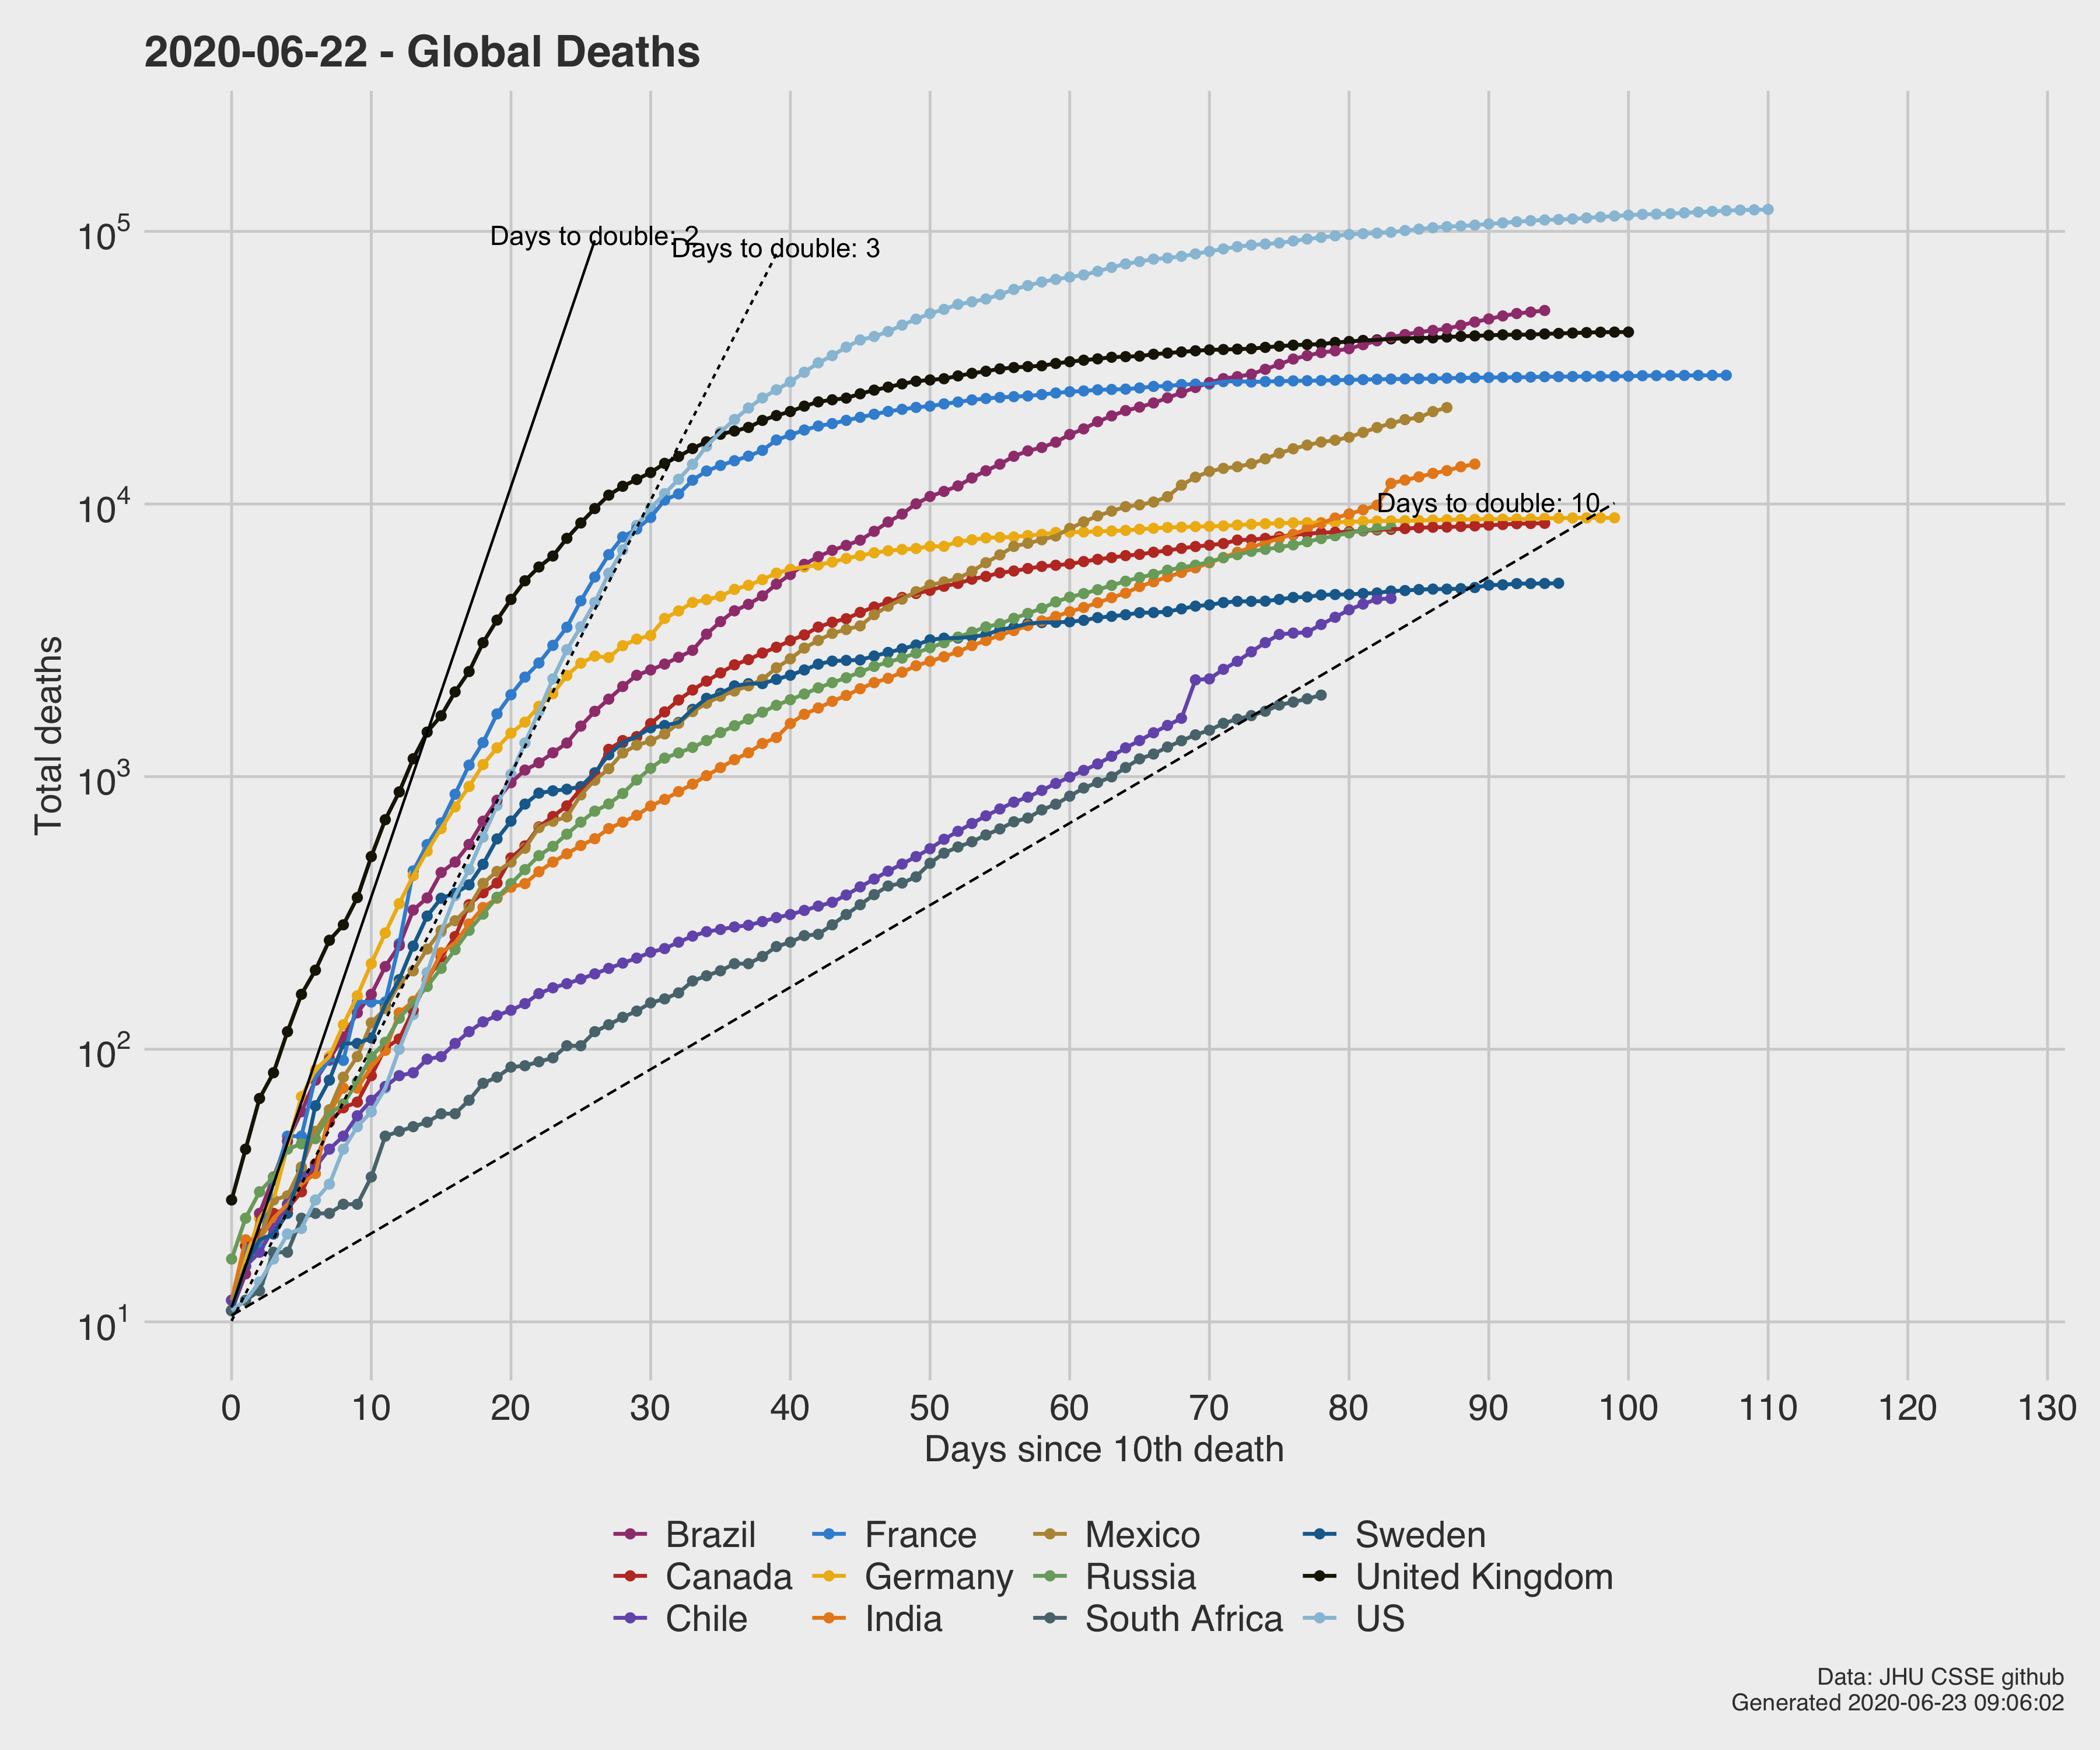 2020-06-22 - Global Deaths
Total deaths
10^5
10^4
10^3
10^2
10^1
Days to double: 2
Days to double: 3
Days to double: 10
0 10 20 30 40 50 60 70 80 90 100 110 120 130
Days since 10th death
Brazil France Mexico Sweden
Canada Germany Russia United Kingdom
Chile India South Africa US
Data: JHU CSSE github
Generated 2020-06-23 09:06:02